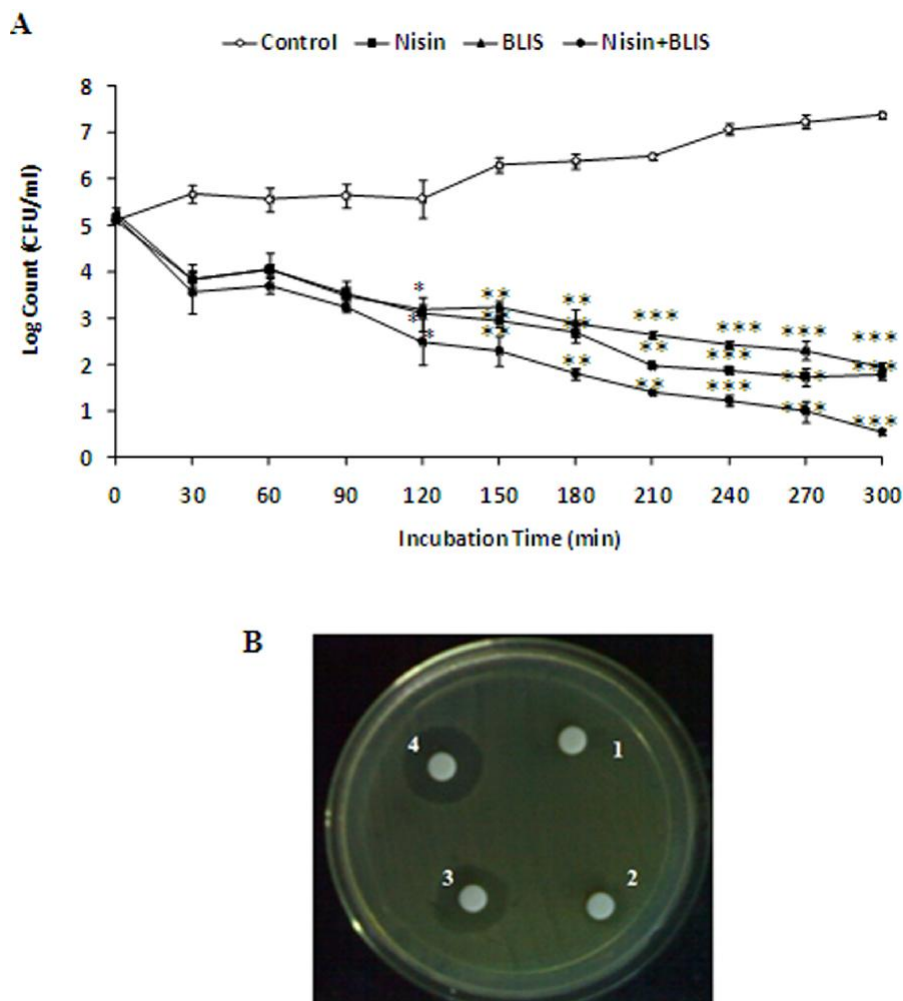 A
Control Nisin BLIS Nisin+BLIS
Log Count (CFU/ml)
8
7
6
5
4
3
2
1
0
* ** ** *** *** *** ***
** ** ** ** *** *** ***
* ** ** *** *** ***
0 30 60 90 120 150 180 210 240 270 300
Incubation Time (min)
B
4 1
3 2